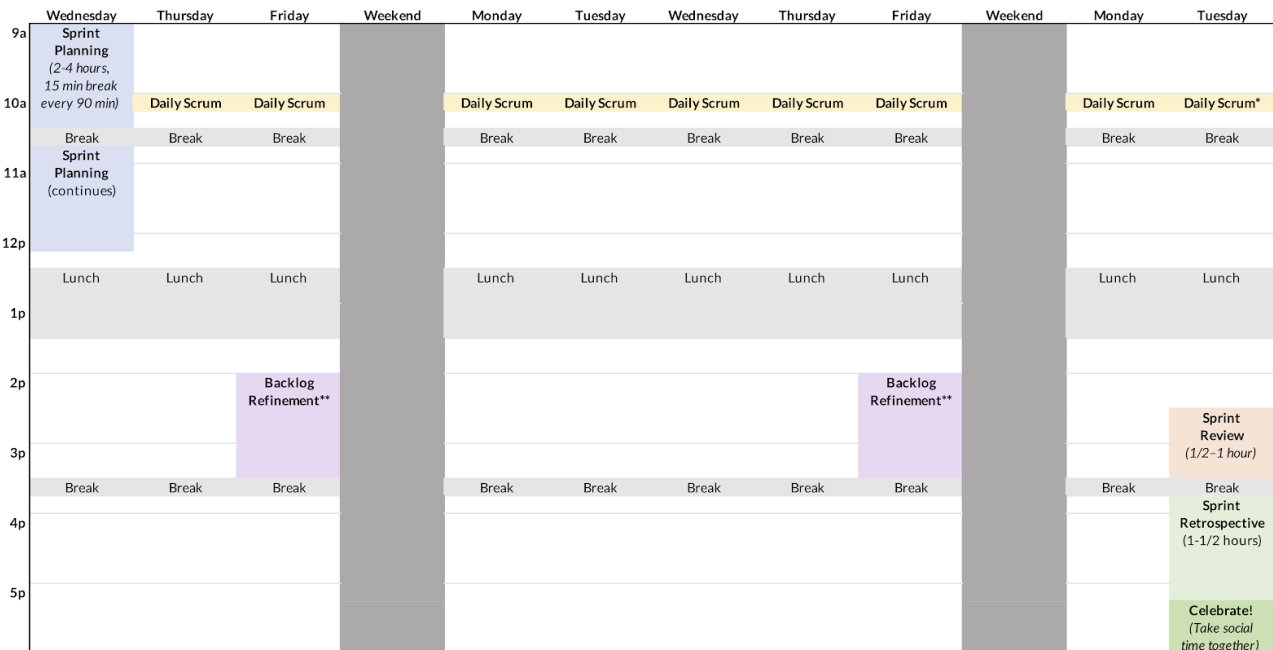 Wednesday Thursday Friday Weekend Monday Tuesday Wednesday Thursday Friday Weekend Monday Tuesday
9a Sprint
Planning
(2-4 hours,
15 min break
10a every 90 min) Daily Scrum Daily Scrum Daily Scrum Daily Scrum Daily Scrum Daily Scrum Daily Scrum Daily Scrum Daily Scrum*
Break Break Break Break Break Break Break Break Break Break
Sprint
11a Planning
(continues)
12p
Lunch Lunch Lunch Lunch Lunch Lunch Lunch Lunch Lunch Lunch
1p
2p Backlog Backlog
Refinement** Refinement**
Sprint
Review
3p (1/2–1 hour)
Break Break Break Break Break Break Break Break Break Break
Sprint
4p Retrospective
(1-1/2 hours)
5p
Celebrate!
(Take social
time together)